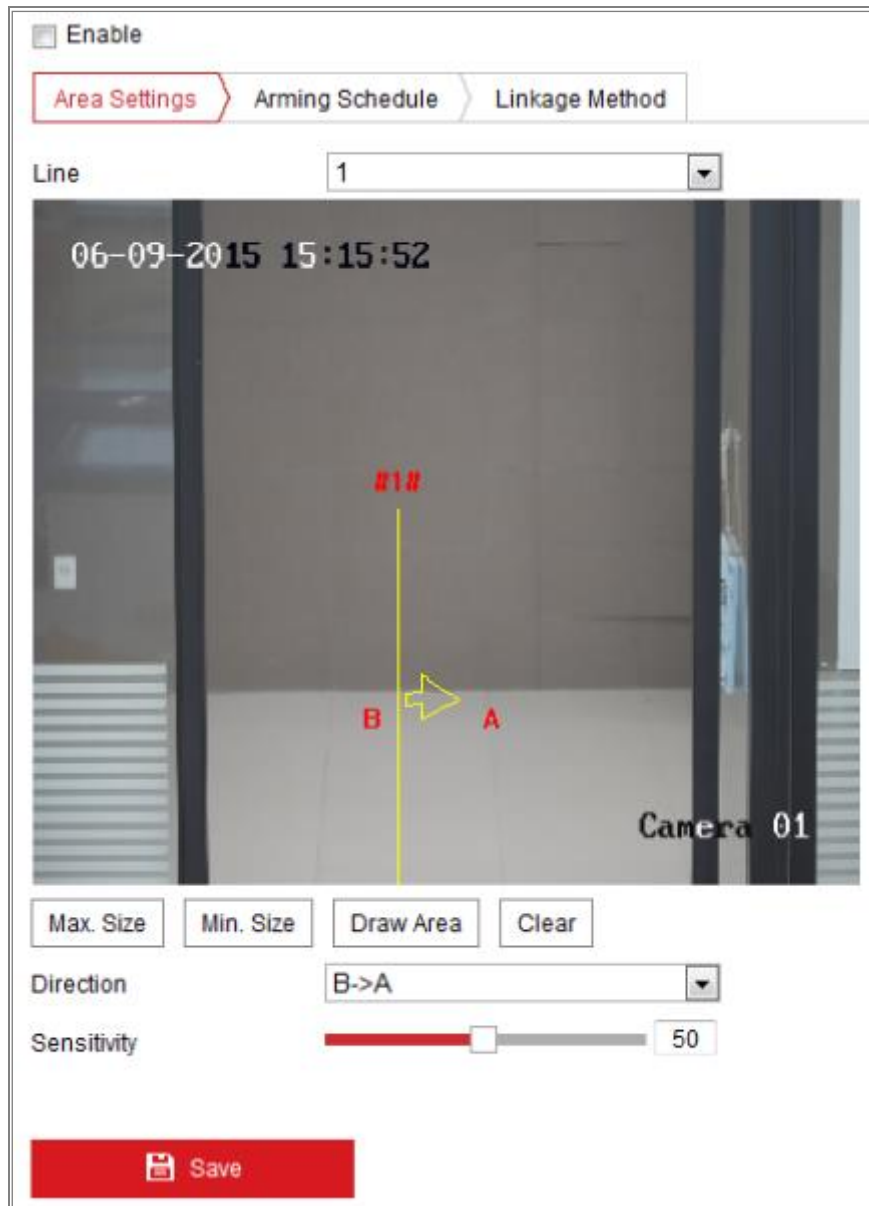 Enable
Area Settings Arming Schedule Linkage Method
Line 1
06-09-2015 15:15:52
#1#
B A
Camera 01
Max. Size Min. Size Draw Area Clear
Direction B->A
Sensitivity 50
Save